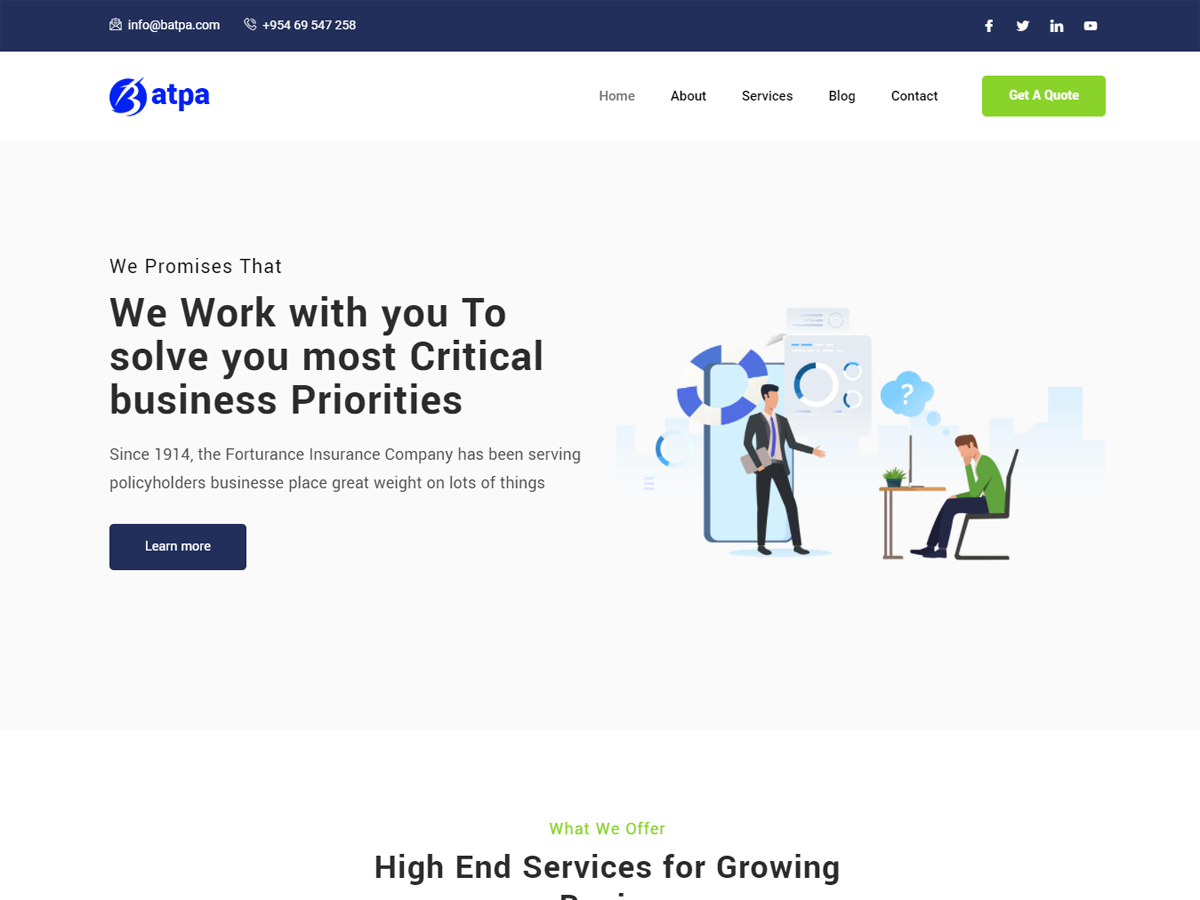 info@batpa.com +954 69 547 258
Batpa
Home About Services Blog Contact Get A Quote
We Promises That
We Work with you To
solve you most Critical
business Priorities
Since 1914, the Forturance Insurance Company has been serving
policyholders businesse place great weight on lots of things
Learn more
?
What We Offer
High End Services for Growing